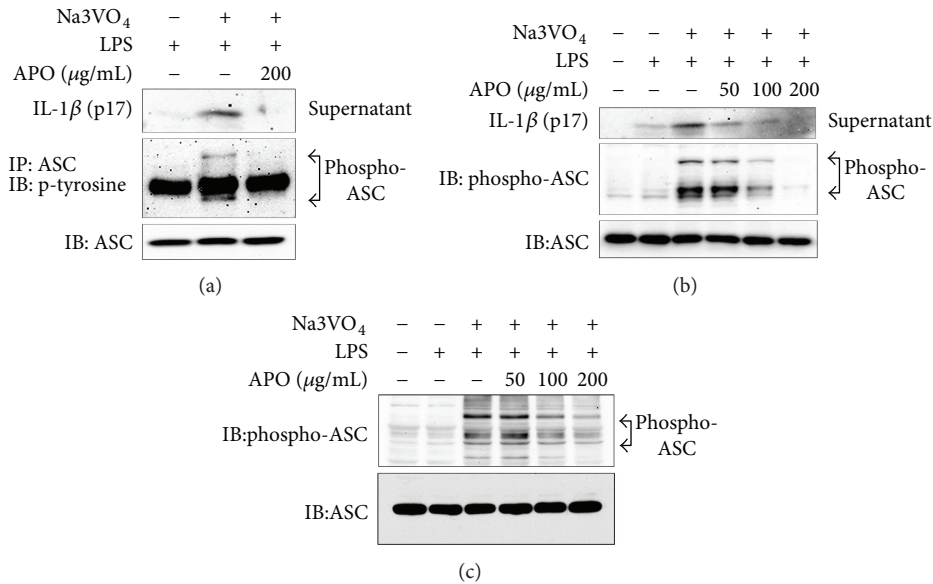 Na3VO4 − + +
LPS + + +
APO (μg/mL) − − 200
IL-1β (p17) Supernatant
IP: ASC
IB: p-tyrosine
Phospho-
ASC
IB: ASC
(a)
Na3VO4 − − + + + +
LPS − + + + + +
APO (μg/mL) − − − 50 100 200
IL-1β (p17) Supernatant
IB: phospho-ASC
Phospho-
ASC
IB:ASC
(b)
Na3VO4 − − + + + +
LPS − + + + + +
APO (μg/mL) − − − 50 100 200
IB:phospho-ASC
Phospho-
ASC
IB:ASC
(c)